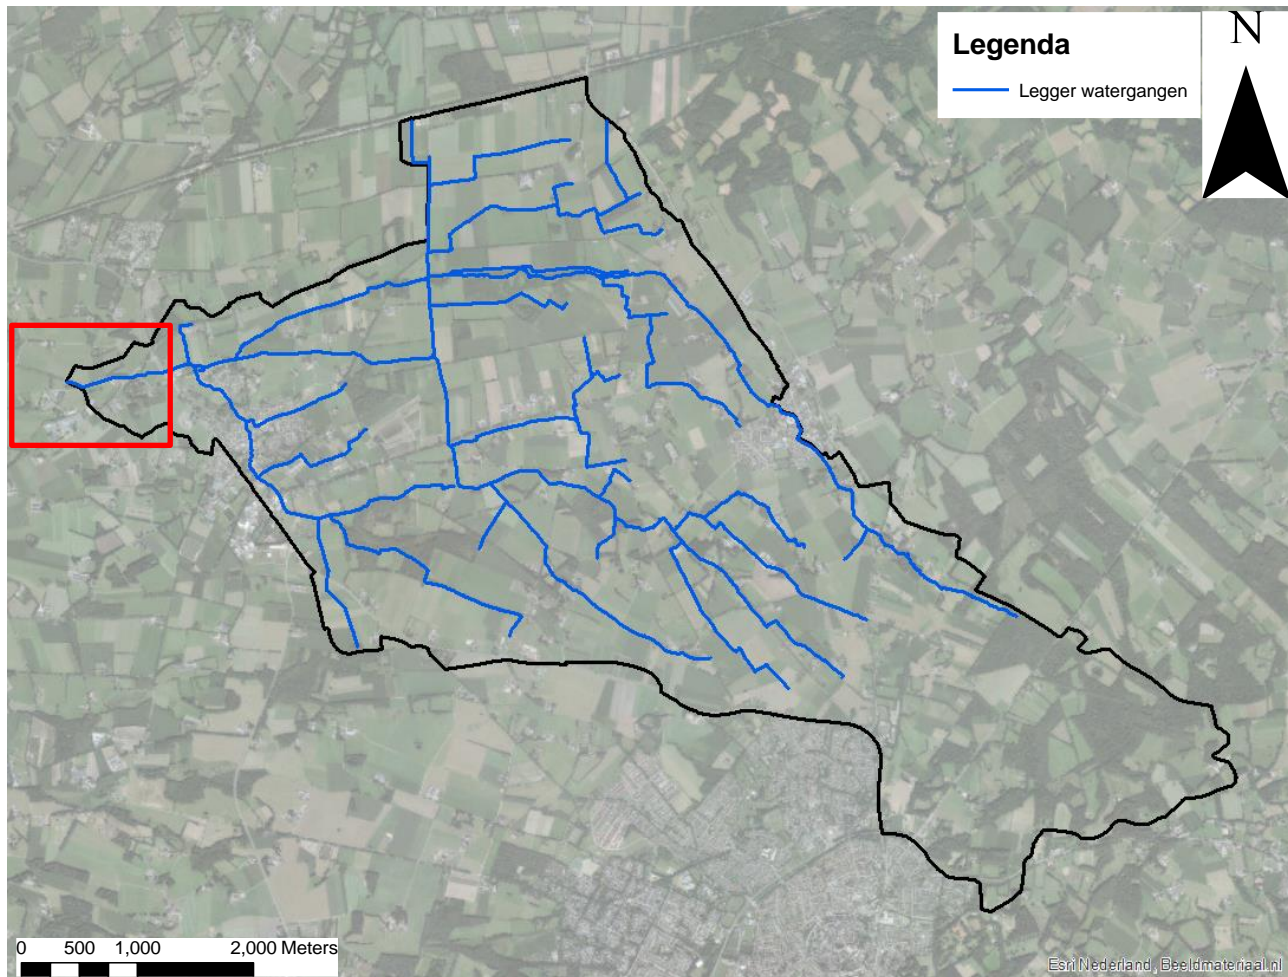 Legenda
Legger watergangen
N
0 500 1,000 2,000 Meters
Esri Nederland, Beeldmateriaal.nl